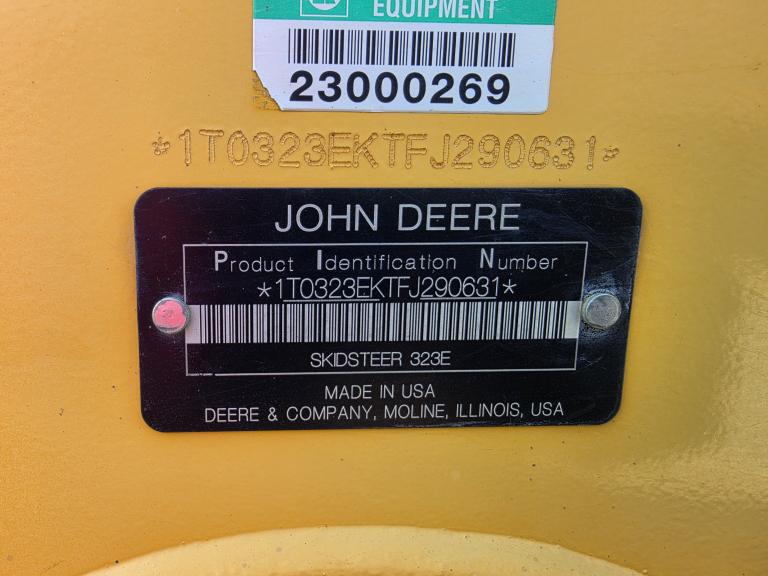 EQUIPMENT
23000269
*1T0323EKTFJ290631*
JOHN DEERE
Product Identification Number
*1T0323EKTFJ290631*
SKIDSTEER 323E
MADE IN USA
DEERE & COMPANY, MOLINE, ILLINOIS, USA